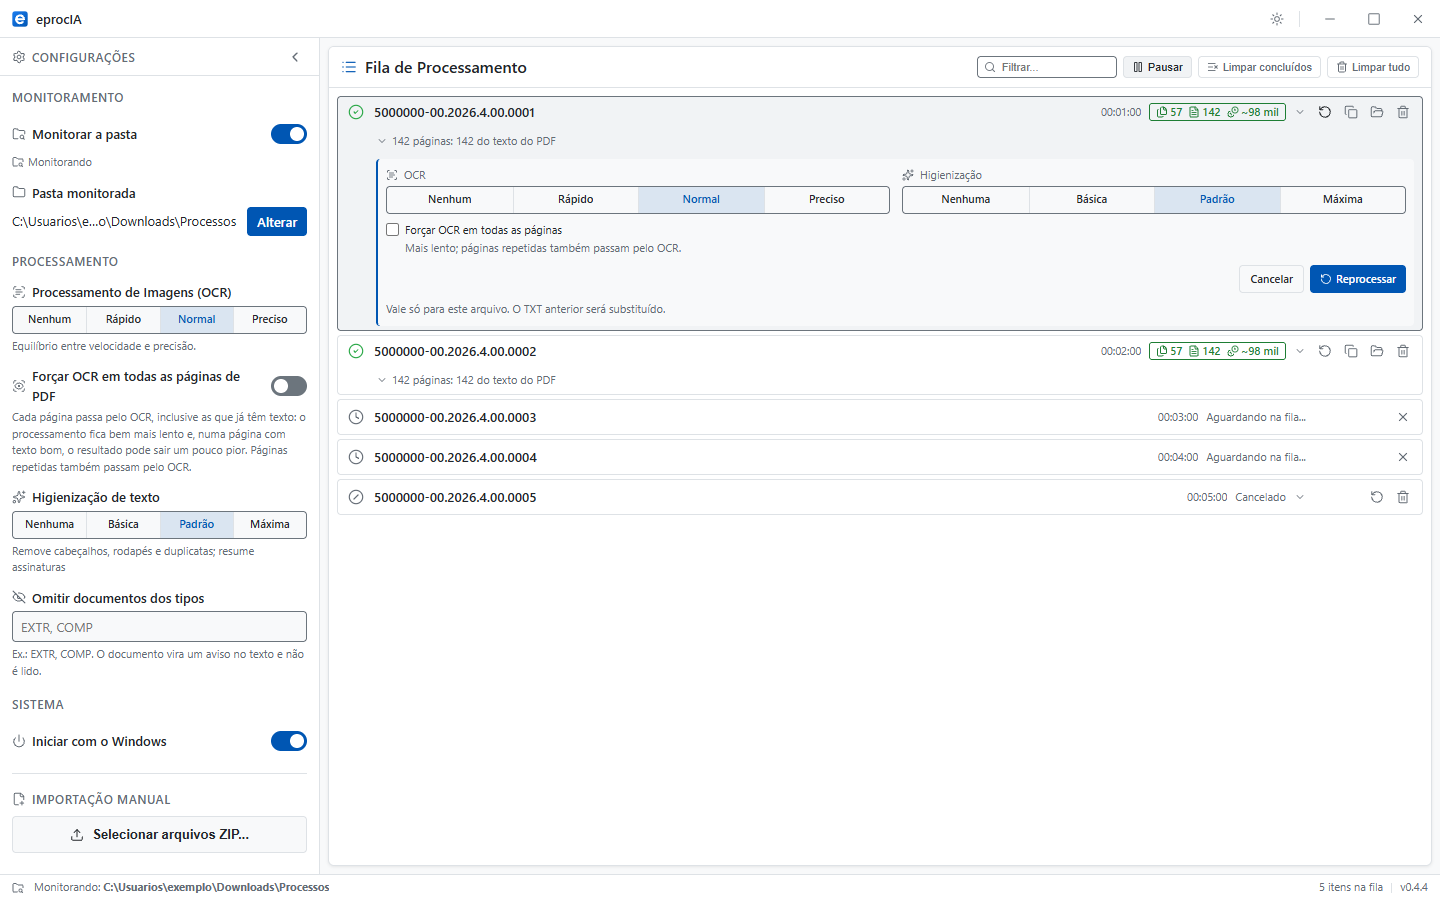 eprocIA
CONFIGURAÇÕES
MONITORAMENTO
Monitorar a pasta
Monitorando
Pasta monitorada
C:\Usuarios\e...o\Downloads\Processos
Alterar
PROCESSAMENTO
Processamento de Imagens (OCR)
Nenhum Rápido Normal Preciso
Equilíbrio entre velocidade e precisão.
Forçar OCR em todas as páginas de
PDF
Cada página passa pelo OCR, inclusive as que já têm texto: o
processamento fica bem mais lento e, numa página com
texto bom, o resultado pode sair um pouco pior. Páginas
repetidas também passam pelo OCR.
Higienização de texto
Nenhuma Básica Padrão Máxima
Remove cabeçalhos, rodapés e duplicatas; resume
assinaturas
Omitir documentos dos tipos
EXTR, COMP
Ex.: EXTR, COMP. O documento vira um aviso no texto e não
é lido.
SISTEMA
Iniciar com o Windows
IMPORTAÇÃO MANUAL
Selecionar arquivos ZIP...
Fila de Processamento
Filtrar...
Pausar
Limpar concluídos
Limpar tudo
5000000-00.2026.4.00.0001 00:01:00 57 142 ~98 mil
142 páginas: 142 do texto do PDF
OCR
Nenhum Rápido Normal Preciso
Higienização
Nenhuma Básica Padrão Máxima
Forçar OCR em todas as páginas
Mais lento; páginas repetidas também passam pelo OCR.
Cancelar Reprocessar
Vale só para este arquivo. O TXT anterior será substituído.
5000000-00.2026.4.00.0002 00:02:00 57 142 ~98 mil
142 páginas: 142 do texto do PDF
5000000-00.2026.4.00.0003 00:03:00 Aguardando na fila...
5000000-00.2026.4.00.0004 00:04:00 Aguardando na fila...
5000000-00.2026.4.00.0005 00:05:00 Cancelado
Monitorando: C:\Usuarios\exemplo\Downloads\Processos
5 itens na fila v0.4.4